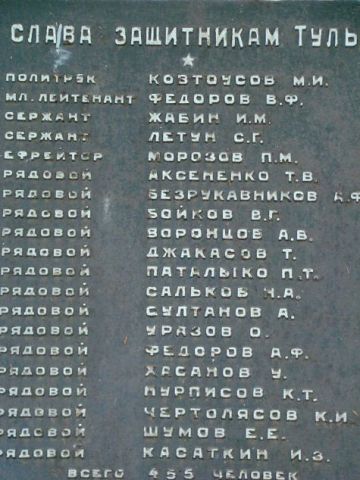 СЛАВА ЗАЩИТНИКАМ ТУЛЫ
ПОЛИТРУК КОЗТОУСОВ М.И.
МЛ. ЛЕЙТЕНАНТ ФЕДОРОВ В.Ф.
СЕРЖАНТ ЖАБИН И.М.
СЕРЖАНТ ЛЕТУН С.Г.
ЕФРЕЙТОР МОРОЗОВ П.М.
РЯДОВОЙ АКСЕНЕНКО Т.В.
РЯДОВОЙ БЕЗРУКАВНИКОВ А.Ф
РЯДОВОЙ БОЙКОВ В.Г.
РЯДОВОЙ ВОРОНЦОВ А.В.
РЯДОВОЙ ДЖАКАСОВ Т.
РЯДОВОЙ ПАТАЛЫКО П.Т.
РЯДОВОЙ САЛЬКОВ Н.А.
РЯДОВОЙ СУЛТАНОВ А.
РЯДОВОЙ УРАЗОВ О.
РЯДОВОЙ ФЕДОРОВ А.Ф.
РЯДОВОЙ ХАСАНОВ У.
РЯДОВОЙ НУРПИСОВ К.Т.
РЯДОВОЙ ЧЕРТОЛЯСОВ К.И
РЯДОВОЙ ШУМОВ Е.Е.
РЯДОВОЙ КАСАТКИН И.З.
ВСЕГО 455 ЧЕЛОВЕК